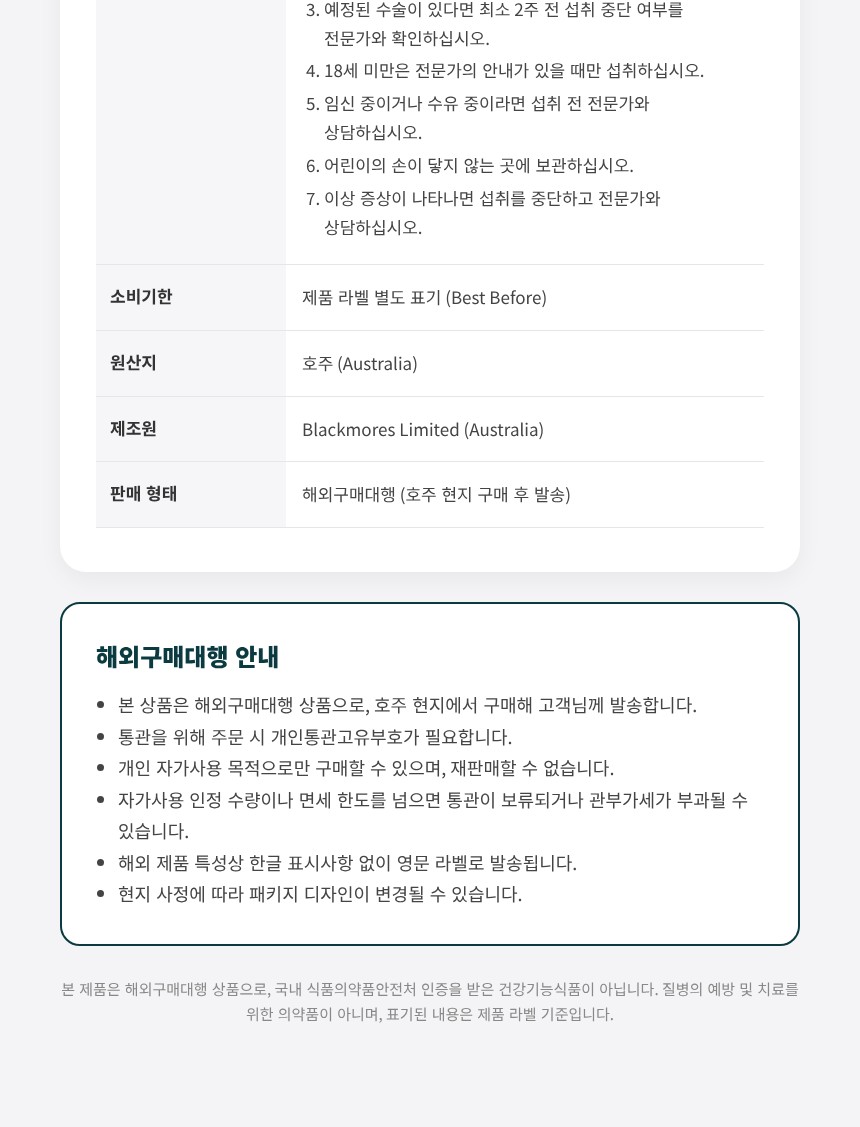 3. 예정된 수술이 있다면 최소 2주 전 섭취 중단 여부를
전문가와 확인하십시오.
4. 18세 미만은 전문가의 안내가 있을 때만 섭취하십시오.
5. 임신 중이거나 수유 중이라면 섭취 전 전문가와
상담하십시오.
6. 어린이의 손이 닿지 않는 곳에 보관하십시오.
7. 이상 증상이 나타나면 섭취를 중단하고 전문가와
상담하십시오.
소비기한 제품 라벨 별도 표기 (Best Before)
원산지 호주 (Australia)
제조원 Blackmores Limited (Australia)
판매 형태 해외구매대행 (호주 현지 구매 후 발송)
해외구매대행 안내
• 본 상품은 해외구매대행 상품으로, 호주 현지에서 구매해 고객님께 발송합니다.
• 통관을 위해 주문 시 개인통관고유부호가 필요합니다.
• 개인 자가사용 목적으로만 구매할 수 있으며, 재판매할 수 없습니다.
• 자가사용 인정 수량이나 면세 한도를 넘으면 통관이 보류되거나 관부가세가 부과될 수
있습니다.
• 해외 제품 특성상 한글 표시사항 없이 영문 라벨로 발송됩니다.
• 현지 사정에 따라 패키지 디자인이 변경될 수 있습니다.
본 제품은 해외구매대행 상품으로, 국내 식품의약품안전처 인증을 받은 건강기능식품이 아닙니다. 질병의 예방 및 치료를
위한 의약품이 아니며, 표기된 내용은 제품 라벨 기준입니다.